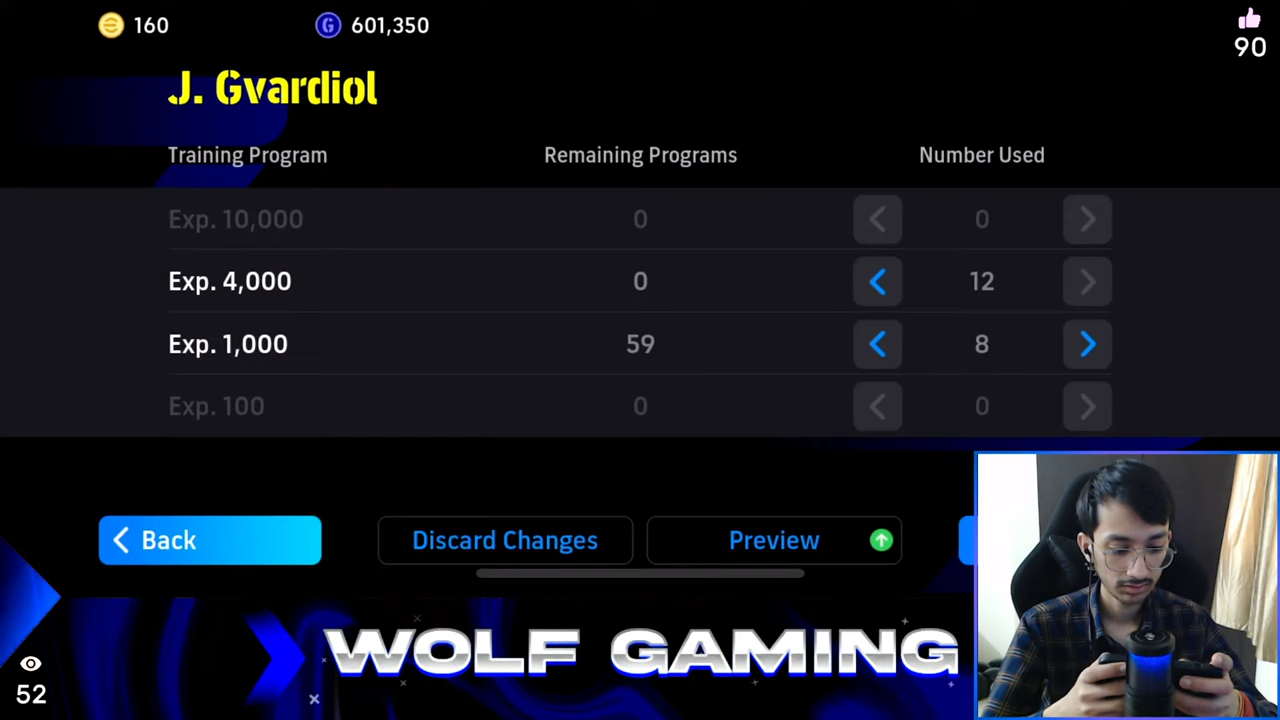 160
601,350
90
J. Gvardiol
Training Program Remaining Programs Number Used
Exp. 10,000 0 0
Exp. 4,000 0 12
Exp. 1,000 59 8
Exp. 100 0 0
Back
Discard Changes
Preview
WOLF GAMING
52